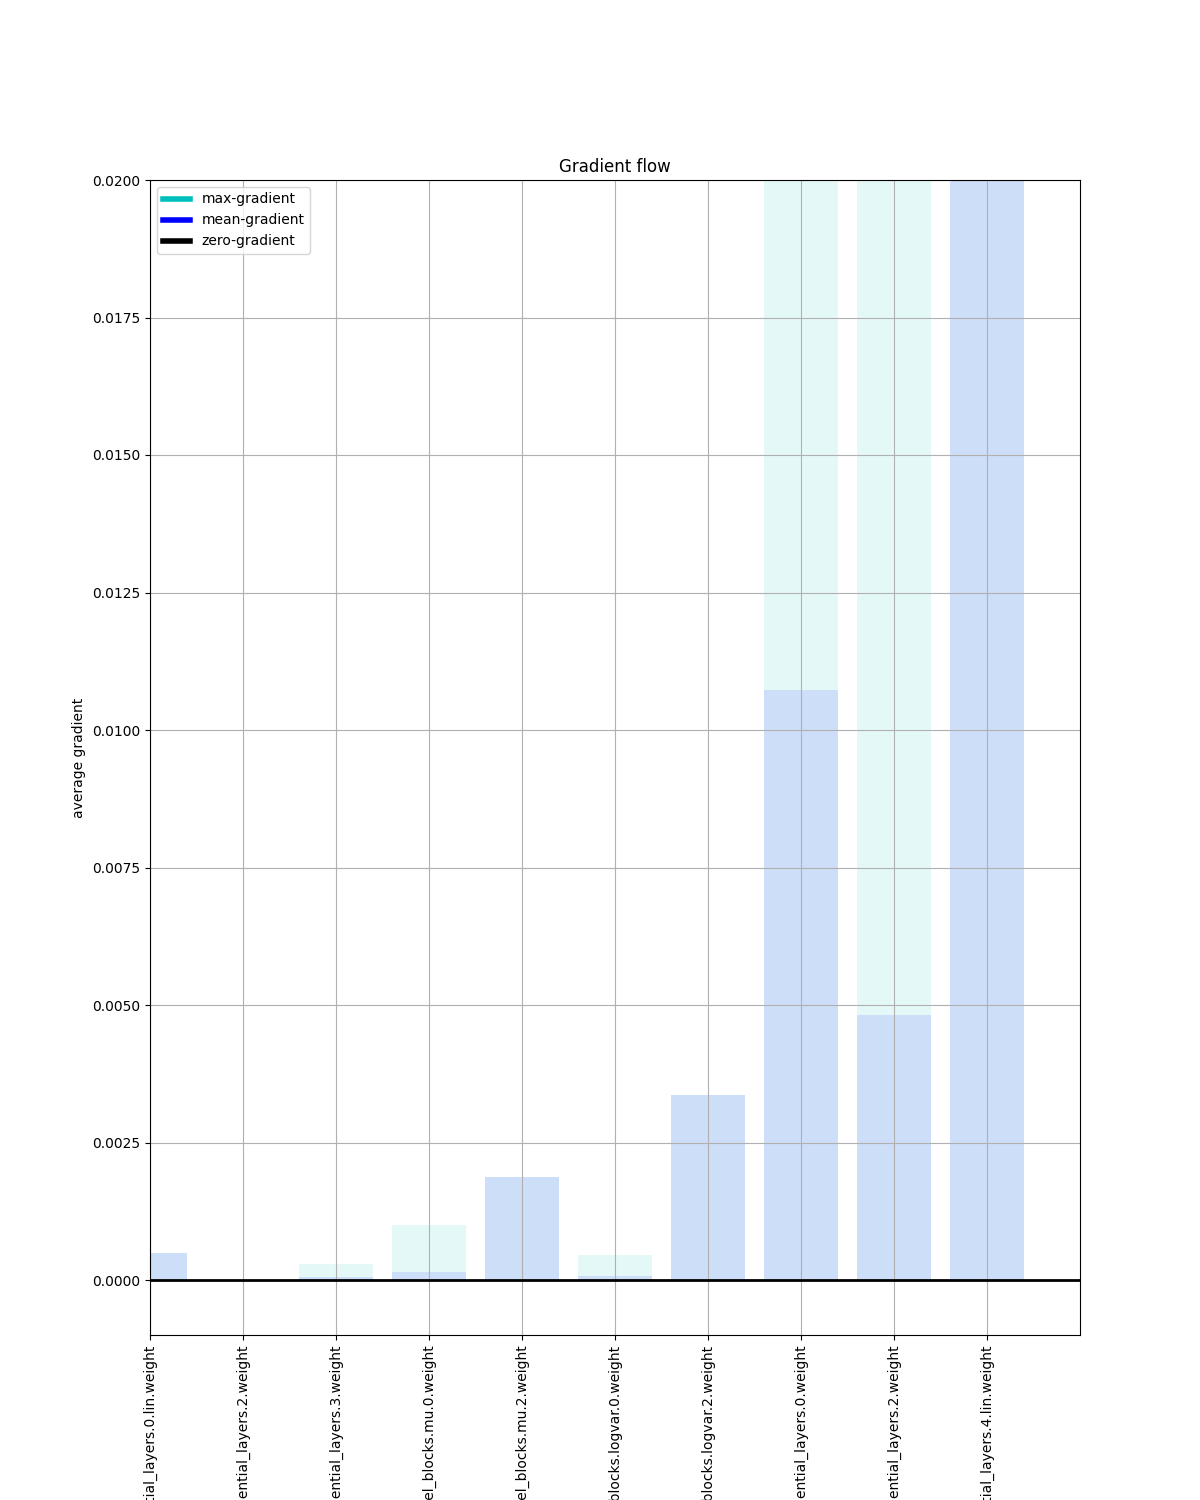 Gradient flow
max-gradient
mean-gradient
zero-gradient
0.0200
0.0175
0.0150
0.0125
0.0100
0.0075
0.0050
0.0025
0.0000
average gradient
tial_layers.0.lin.weight
ential_layers.2.weight
ential_layers.3.weight
el_blocks.mu.0.weight
el_blocks.mu.2.weight
blocks.logvar.0.weight
blocks.logvar.2.weight
ential_layers.0.weight
ential_layers.2.weight
tial_layers.4.lin.weight